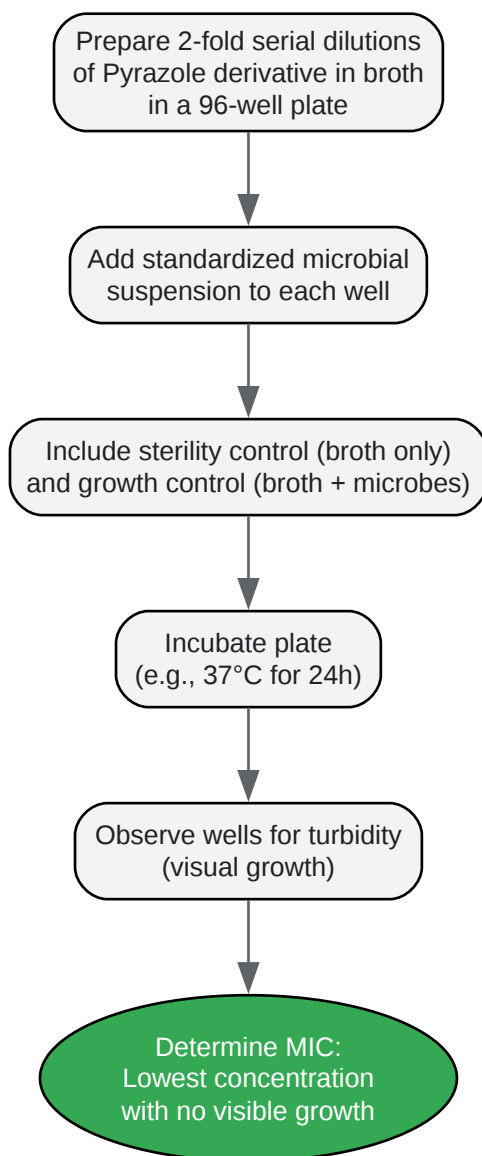 Prepare 2-fold serial dilutions
of Pyrazole derivative in broth
in a 96-well plate
Add standardized microbial
suspension to each well
Include sterility control (broth only)
and growth control (broth + microbes)
Incubate plate
(e.g., 37°C for 24h)
Observe wells for turbidity
(visual growth)
Determine MIC:
Lowest concentration
with no visible growth